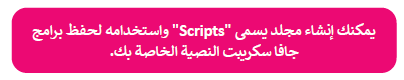 يمكنك إنشاء مجلد يسمى "Scripts" واستخدامه لحفظ برامج
جافا سكريبت النصية الخاصة بك.